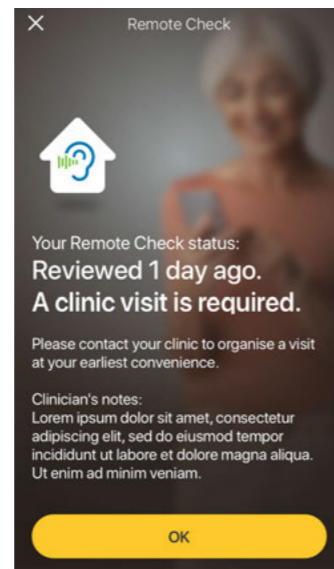 Remote Check
Your Remote Check status:
Reviewed 1 day ago.
A clinic visit is required.
Please contact your clinic to organise a visit
at your earliest convenience.
Clinician's notes:
Lorem ipsum dolor sit amet, consectetur
adipiscing elit, sed do eiusmod tempor
incididunt ut labore et dolore magna aliqua.
Ut enim ad minim veniam.
OK